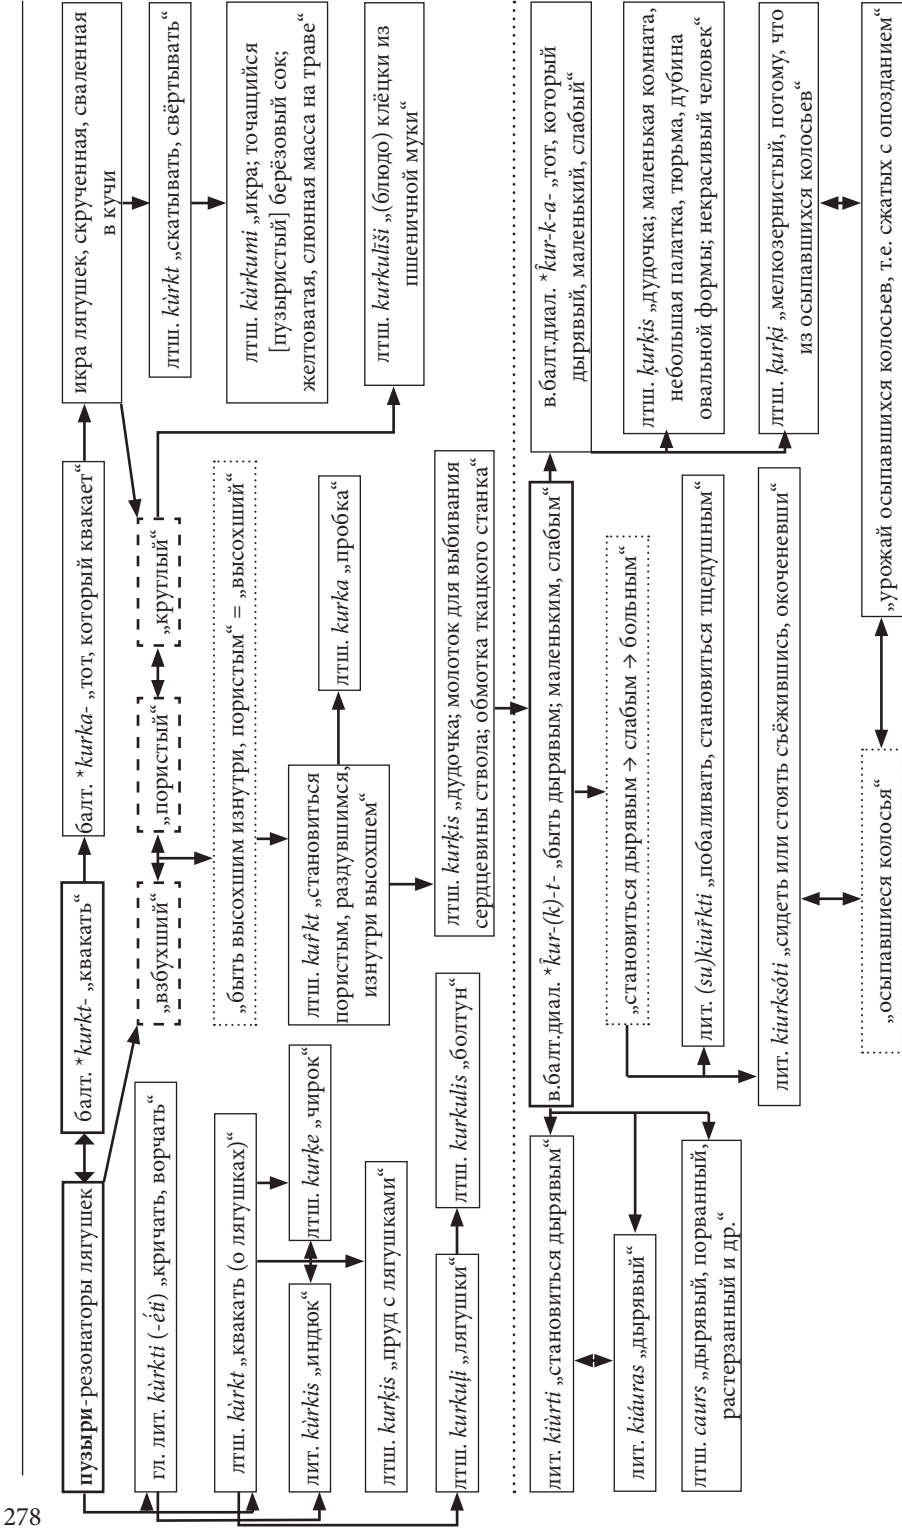 278
пузыри-резонаторы лягушек
балт. *kurkt- „квакать“
балт. *kurka- „тот, который квакает“
икра лягушек, скрученная, сваленная
в кучи
гл. лит. kùrkti (-ėti) „кричать, ворчать“
„взбухший“
„пористый“
„круглый“
лтш. kùrkt „скатывать, свёртывать“
лтш. kùrkt „квакать (о лягушках)“
„быть высохшим изнутри, пористым“ = „высохший“
лтш. kùrkumi „икра; точащийся
[пузыристый] берёзовый сок;
желтоватая, слюнная масса на траве“
лит. kùrkis „индюк“
лтш. kurķe „чирок“
лтш. kur̂kt „становиться
пористым, раздувшимся,
изнутри высохшем“
лтш. kurka „пробка“
лтш. kurķis „пруд с лягушками“
лтш. kurkulīši „(блюдо) клёцки из
пшеничной муки“
лтш. kurkuļi „лягушки“
лтш. kurkulis „болтун“
лтш. kurķis „дудочка; молоток для выбивания
сердцевины ствола; обмотка ткацкого станка“
лит. kiùrti „становиться дырявым“
в.балт.диал. *k̂ur-(k)-t- „быть дырявым; маленьким, слабым“
в.балт.диал. *k̂ur-k-a- „тот, который
дырявый, маленький, слабый“
лит. kiáuras „дырявый“
„становиться дырявым → слабым → больным“
лтш. ķurķis „дудочка; маленькая комната,
небольшая палатка, тюрьма, дубина
овальной формы; некрасивый человек“
лтш. caurs „дырявый, порванный,
растерзанный и др.“
лит. (su)kiur̃kti „побаливать, становиться тщедушным“
лит. kiurksóti „сидеть или стоять съёжившись, окоченевши“
лтш. ķurķi „мелкозернистый, потому, что
из осыпавшихся колосьев“
„осыпавшиеся колосья“
„урожай осыпавшихся колосьев, т.е. сжатых с опозданием“